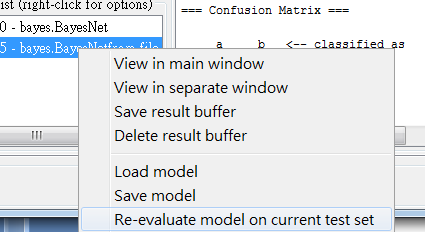 ist (right-click for options)
=== Confusion Matrix ===
0 - bayes.BayesNet
a b <-- classified as
5 - bayes.BayesNetfrom file
View in main window
View in separate window
Save result buffer
Delete result buffer
Load model
Save model
Re-evaluate model on current test set